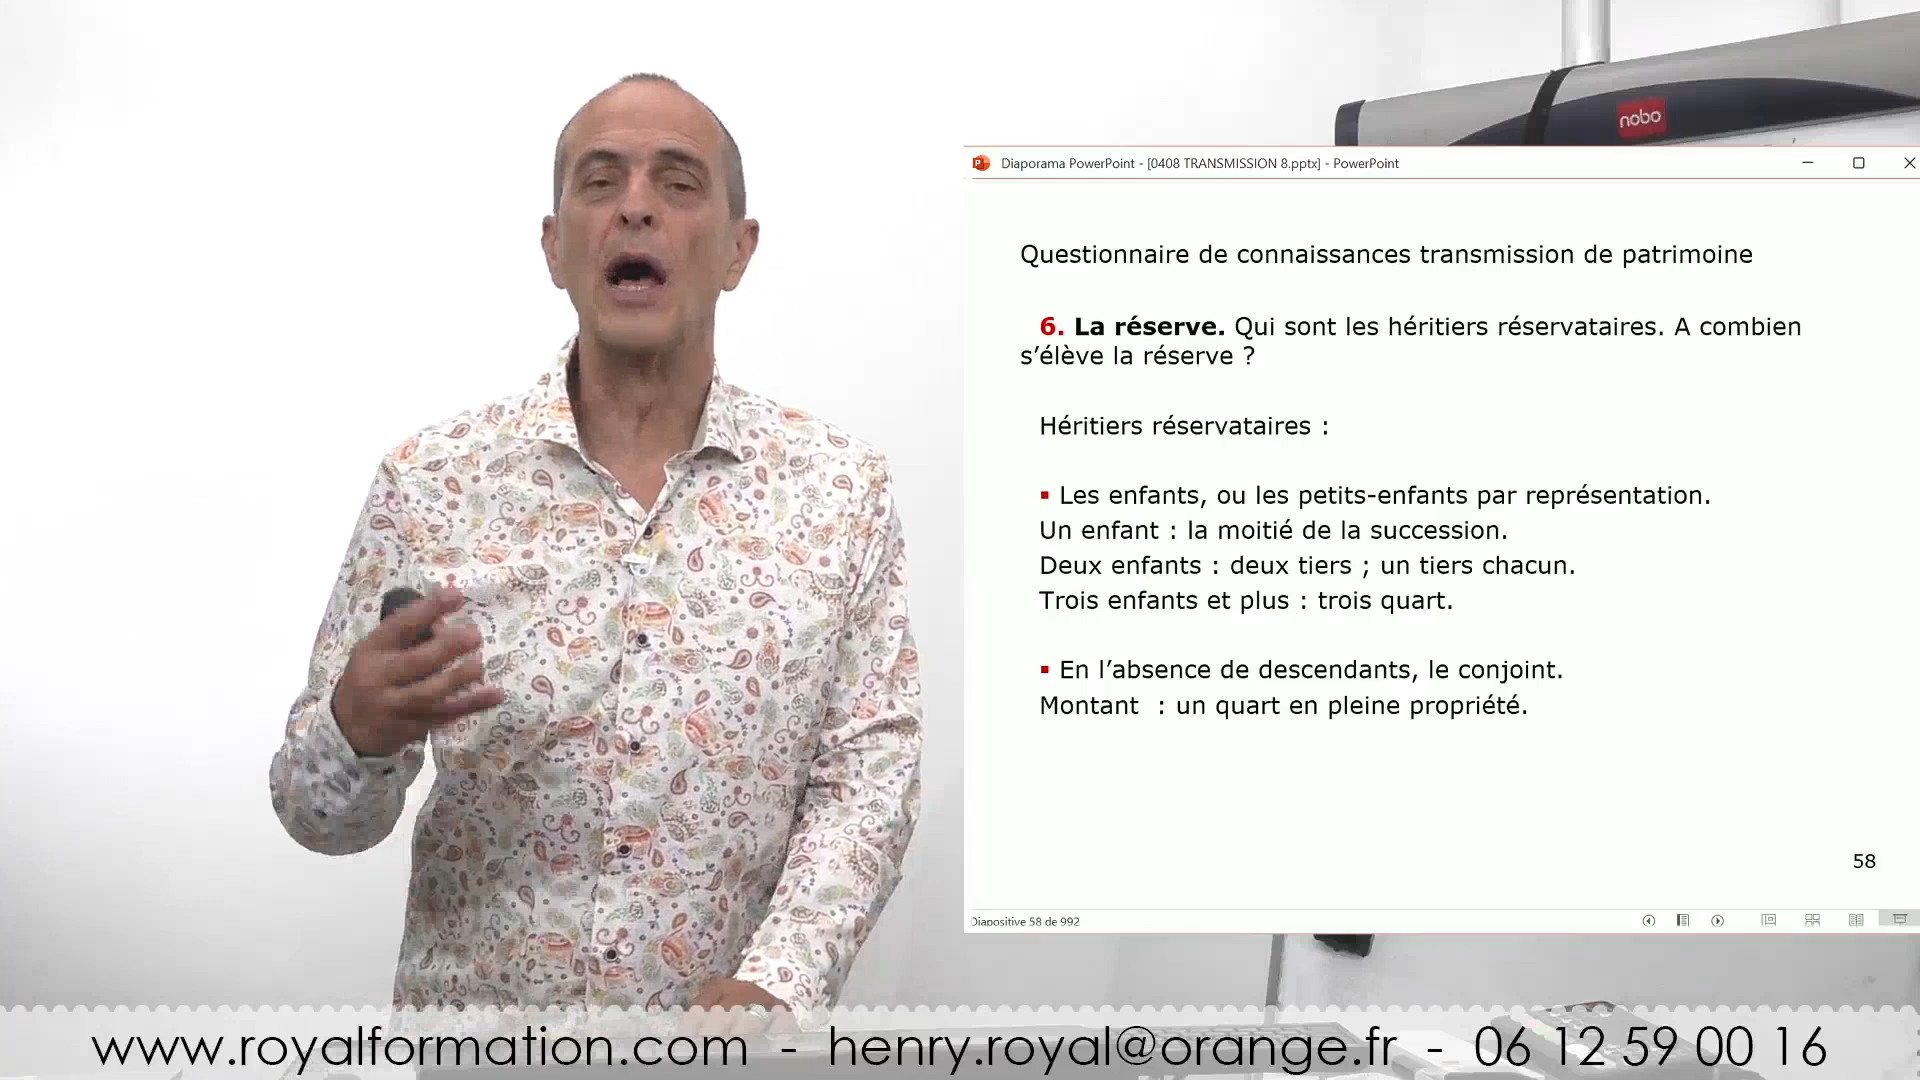 nobo
Diaporama PowerPoint - [0408 TRANSMISSION 8.pptx] - PowerPoint
Questionnaire de connaissances transmission de patrimoine
6. La réserve. Qui sont les héritiers réservataires. A combien
s’élève la réserve ?
Héritiers réservataires :
▪ Les enfants, ou les petits-enfants par représentation.
Un enfant : la moitié de la succession.
Deux enfants : deux tiers ; un tiers chacun.
Trois enfants et plus : trois quart.
▪ En l’absence de descendants, le conjoint.
Montant : un quart en pleine propriété.
58
Diapositive 58 de 992
www.royalformation.com - henry.royal@orange.fr - 06 12 59 00 16